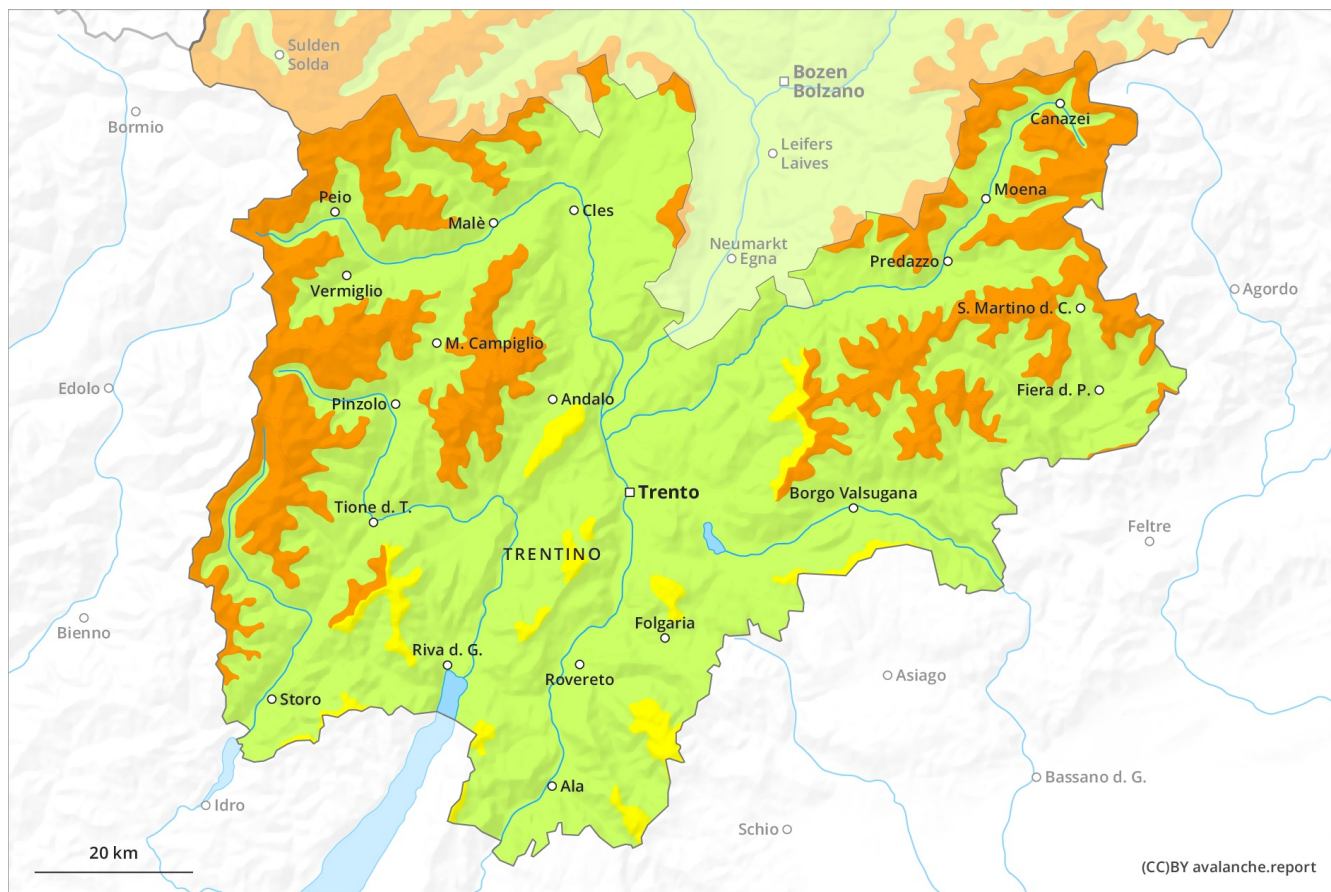 Sulden
Solda
Bozen
Bolzano
Bormio
Canazei
Leifers
Laives
Moena
Peio
Cles
Malè
Neumarkt
Egna
Predazzo
Vermiglio
Agordo
S. Martino d. C.
M. Campiglio
Edolo
Fiera d. P.
Andalo
Pinzolo
Trento
Borgo Valsugana
Tione d. T.
Feltre
TRENTINO
Bienno
Folgaria
Riva d. G.
Rovereto
Asiago
Storo
Bassano d. G.
Ala
Idro
Schio
20 km
(CC)BY avalanche.report